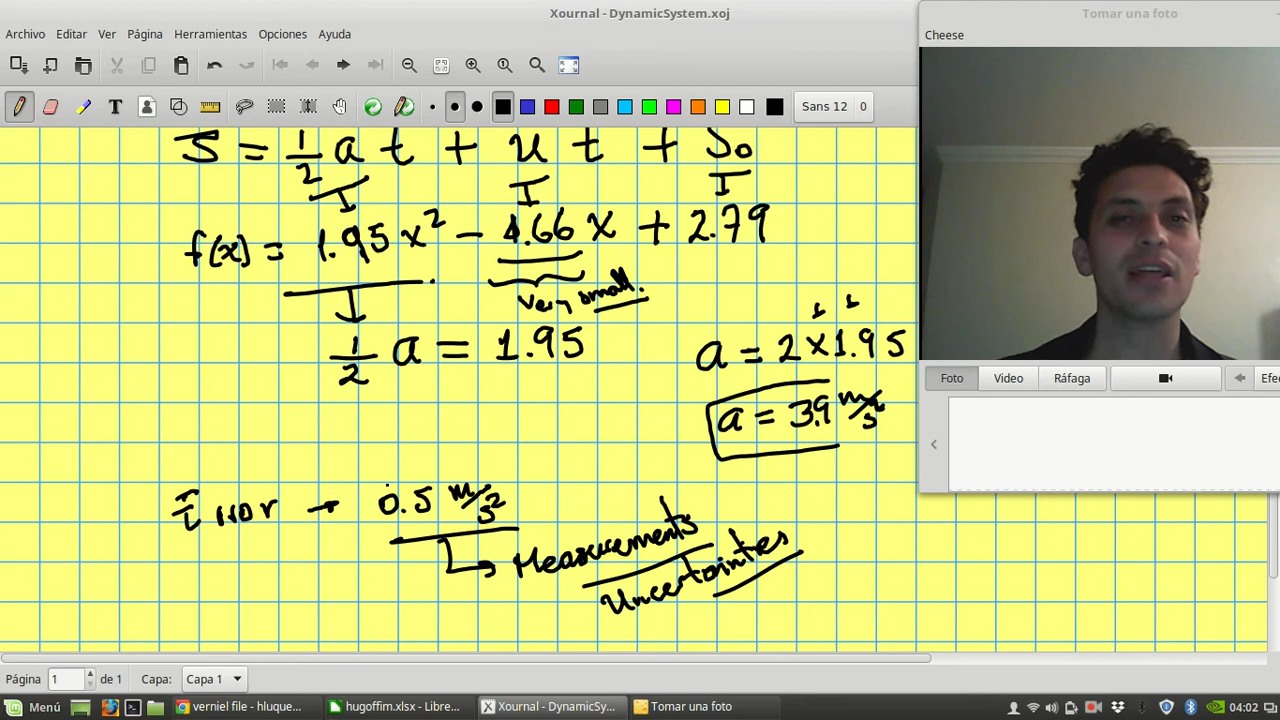 Xournal - DynamicSystem.xoj
Tomar una foto
Archivo Editar Ver Página Herramientas Opciones Ayuda
Cheese
Sans 12 0
S = 1/2 a t + u t + So
f(x) = 1.95 x² - 4.66 x + 2.79
very small.
1/2 a = 1.95
a = 2 x 1.95
a = 3.9 m/s²
Error → 0.5 m/s²
Measurements
Uncertainties
Foto Video Ráfaga Efe
Página 1 de 1 Capa: Capa 1
Menú verniel file - hluque... hugoffim.xlsx - Libre... Xournal - DynamicSy... Tomar una foto 04:02